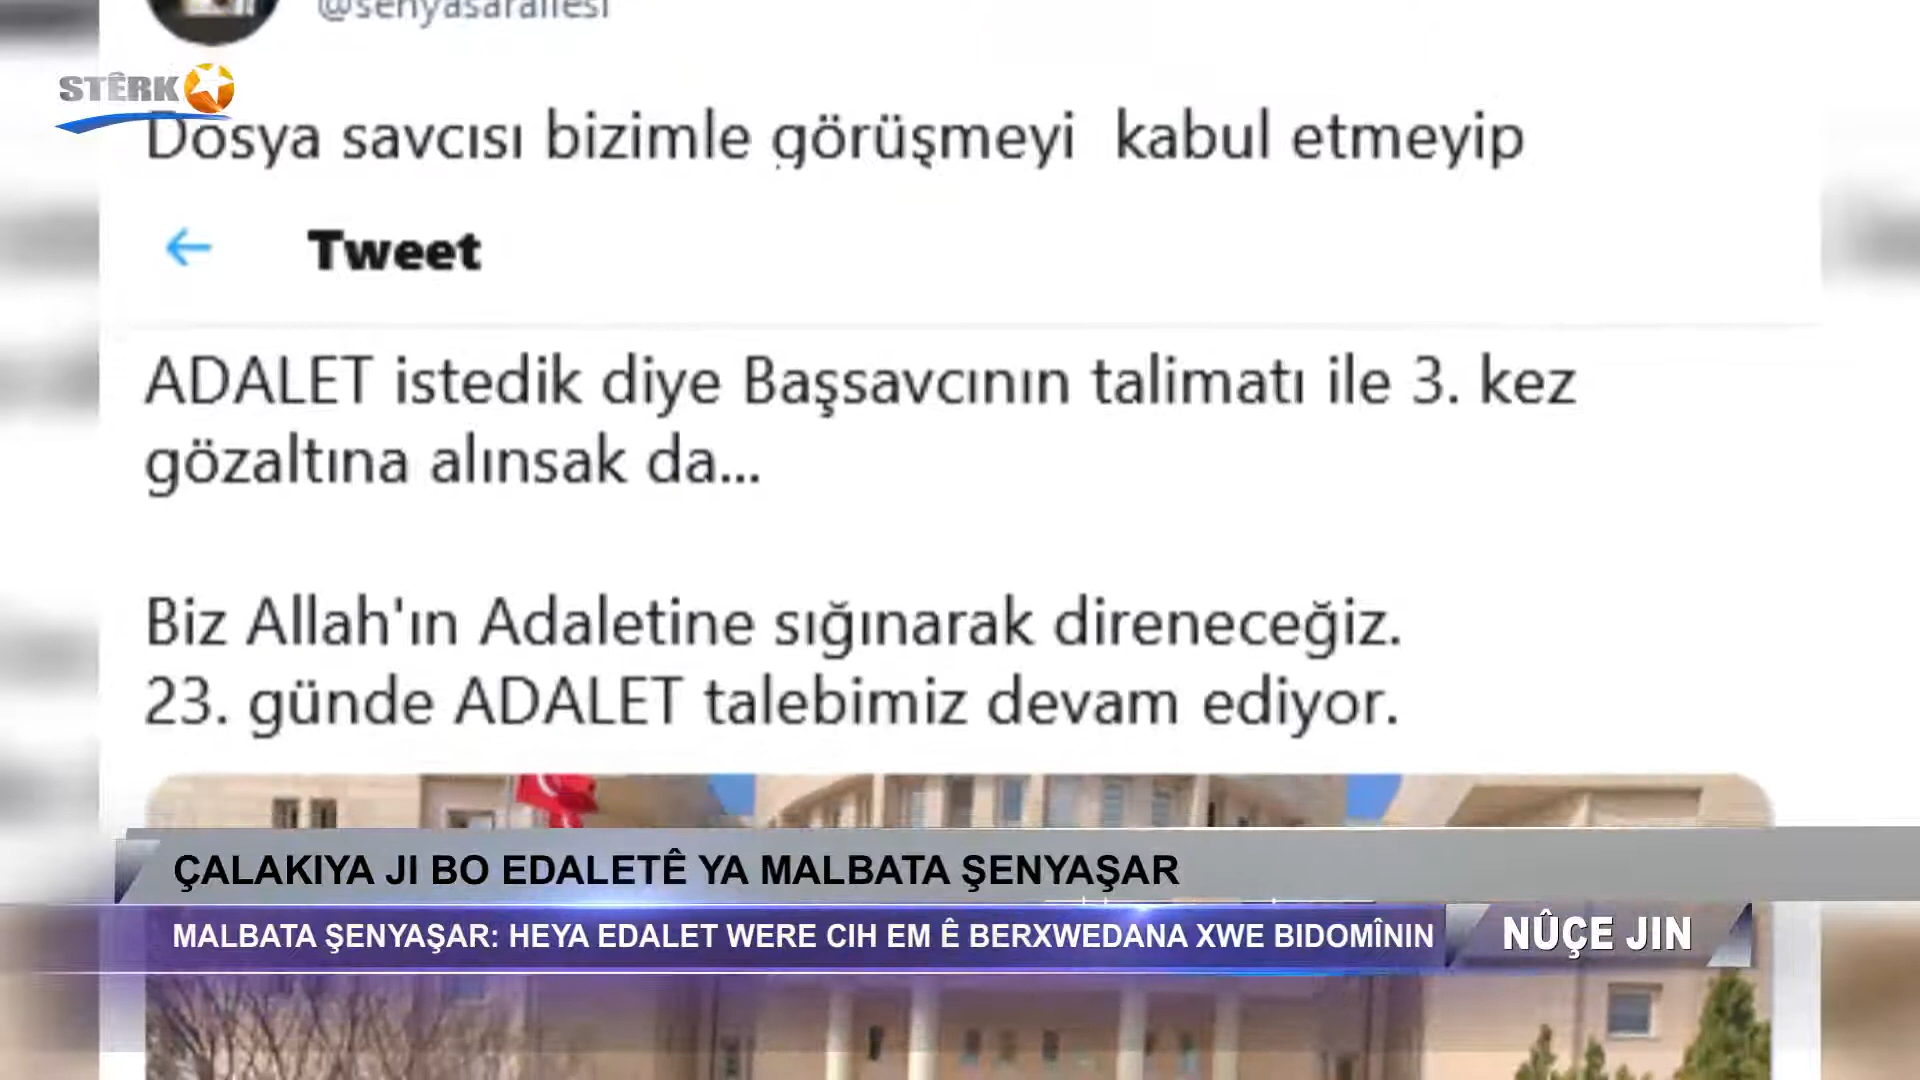 @senyasarailesi
STÊRK
Dosya savcısı bizimle görüşmeyi kabul etmeyip
Tweet
ADALET istedik diye Başsavcının talimatı ile 3. kez
gözaltına alınsak da...
Biz Allah'ın Adaletine sığınarak direneceğiz.
23. günde ADALET talebimiz devam ediyor.
ÇALAKIYA JI BO EDALETÊ YA MALBATA ŞENYAŞAR
MALBATA ŞENYAŞAR: HEYA EDALET WERE CIH EM Ê BERXWEDANA XWE BIDOMÎNIN
NÛÇE JIN